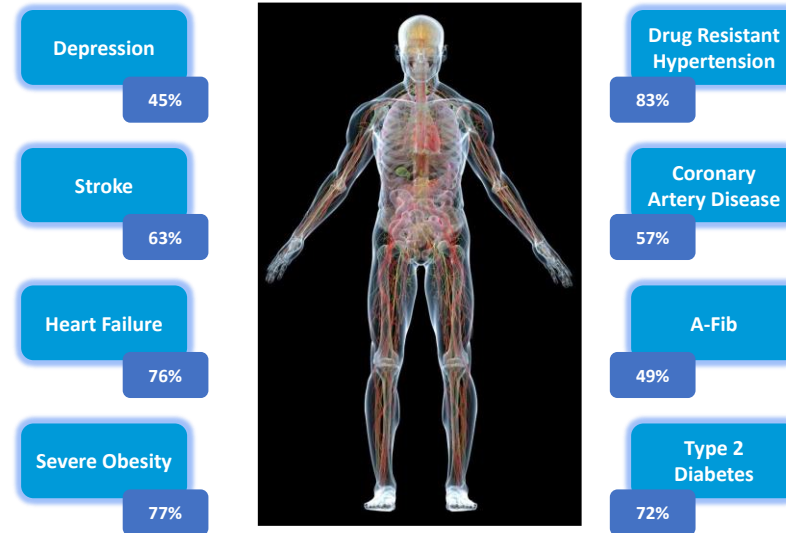 Depression
45%
Stroke
63%
Heart Failure
76%
Severe Obesity
77%
Drug Resistant
Hypertension
83%
Coronary
Artery Disease
57%
A-Fib
49%
Type 2
Diabetes
72%